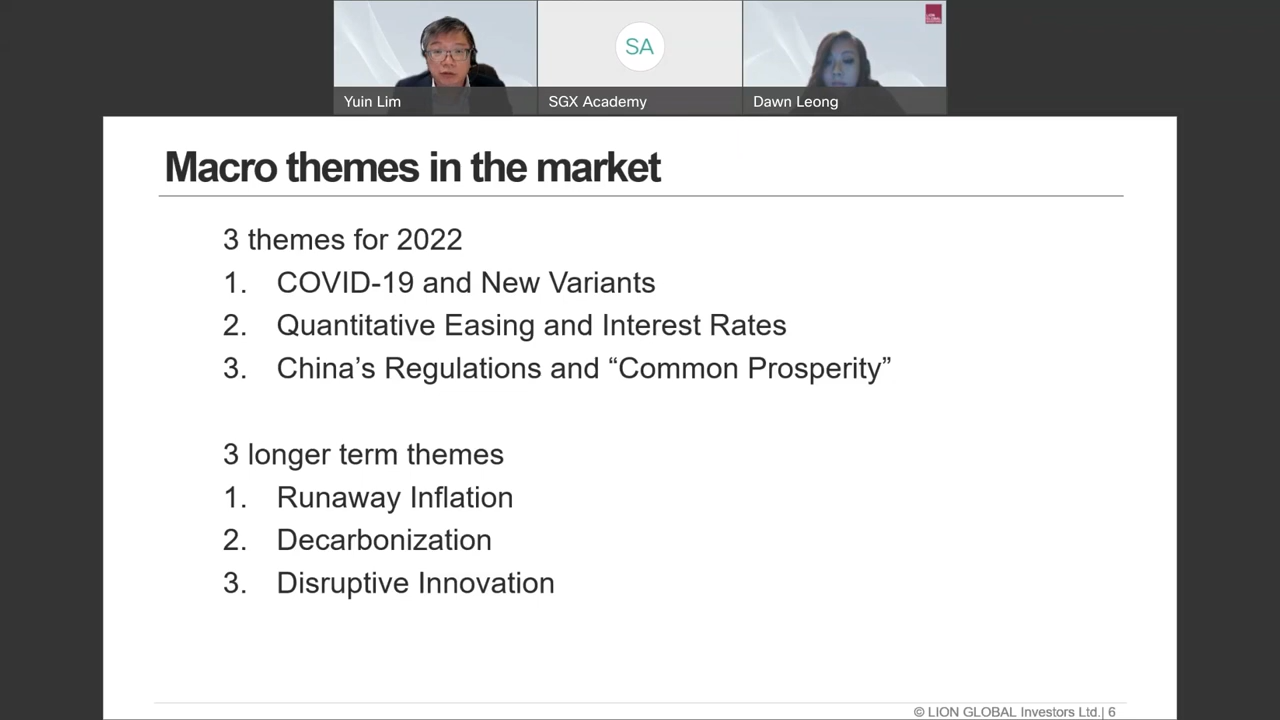 LION
GLOBAL
SA
Yuin Lim
SGX Academy
Dawn Leong
Macro themes in the market
3 themes for 2022
1. COVID-19 and New Variants
2. Quantitative Easing and Interest Rates
3. China’s Regulations and “Common Prosperity”
3 longer term themes
1. Runaway Inflation
2. Decarbonization
3. Disruptive Innovation
© LION GLOBAL Investors Ltd.| 6